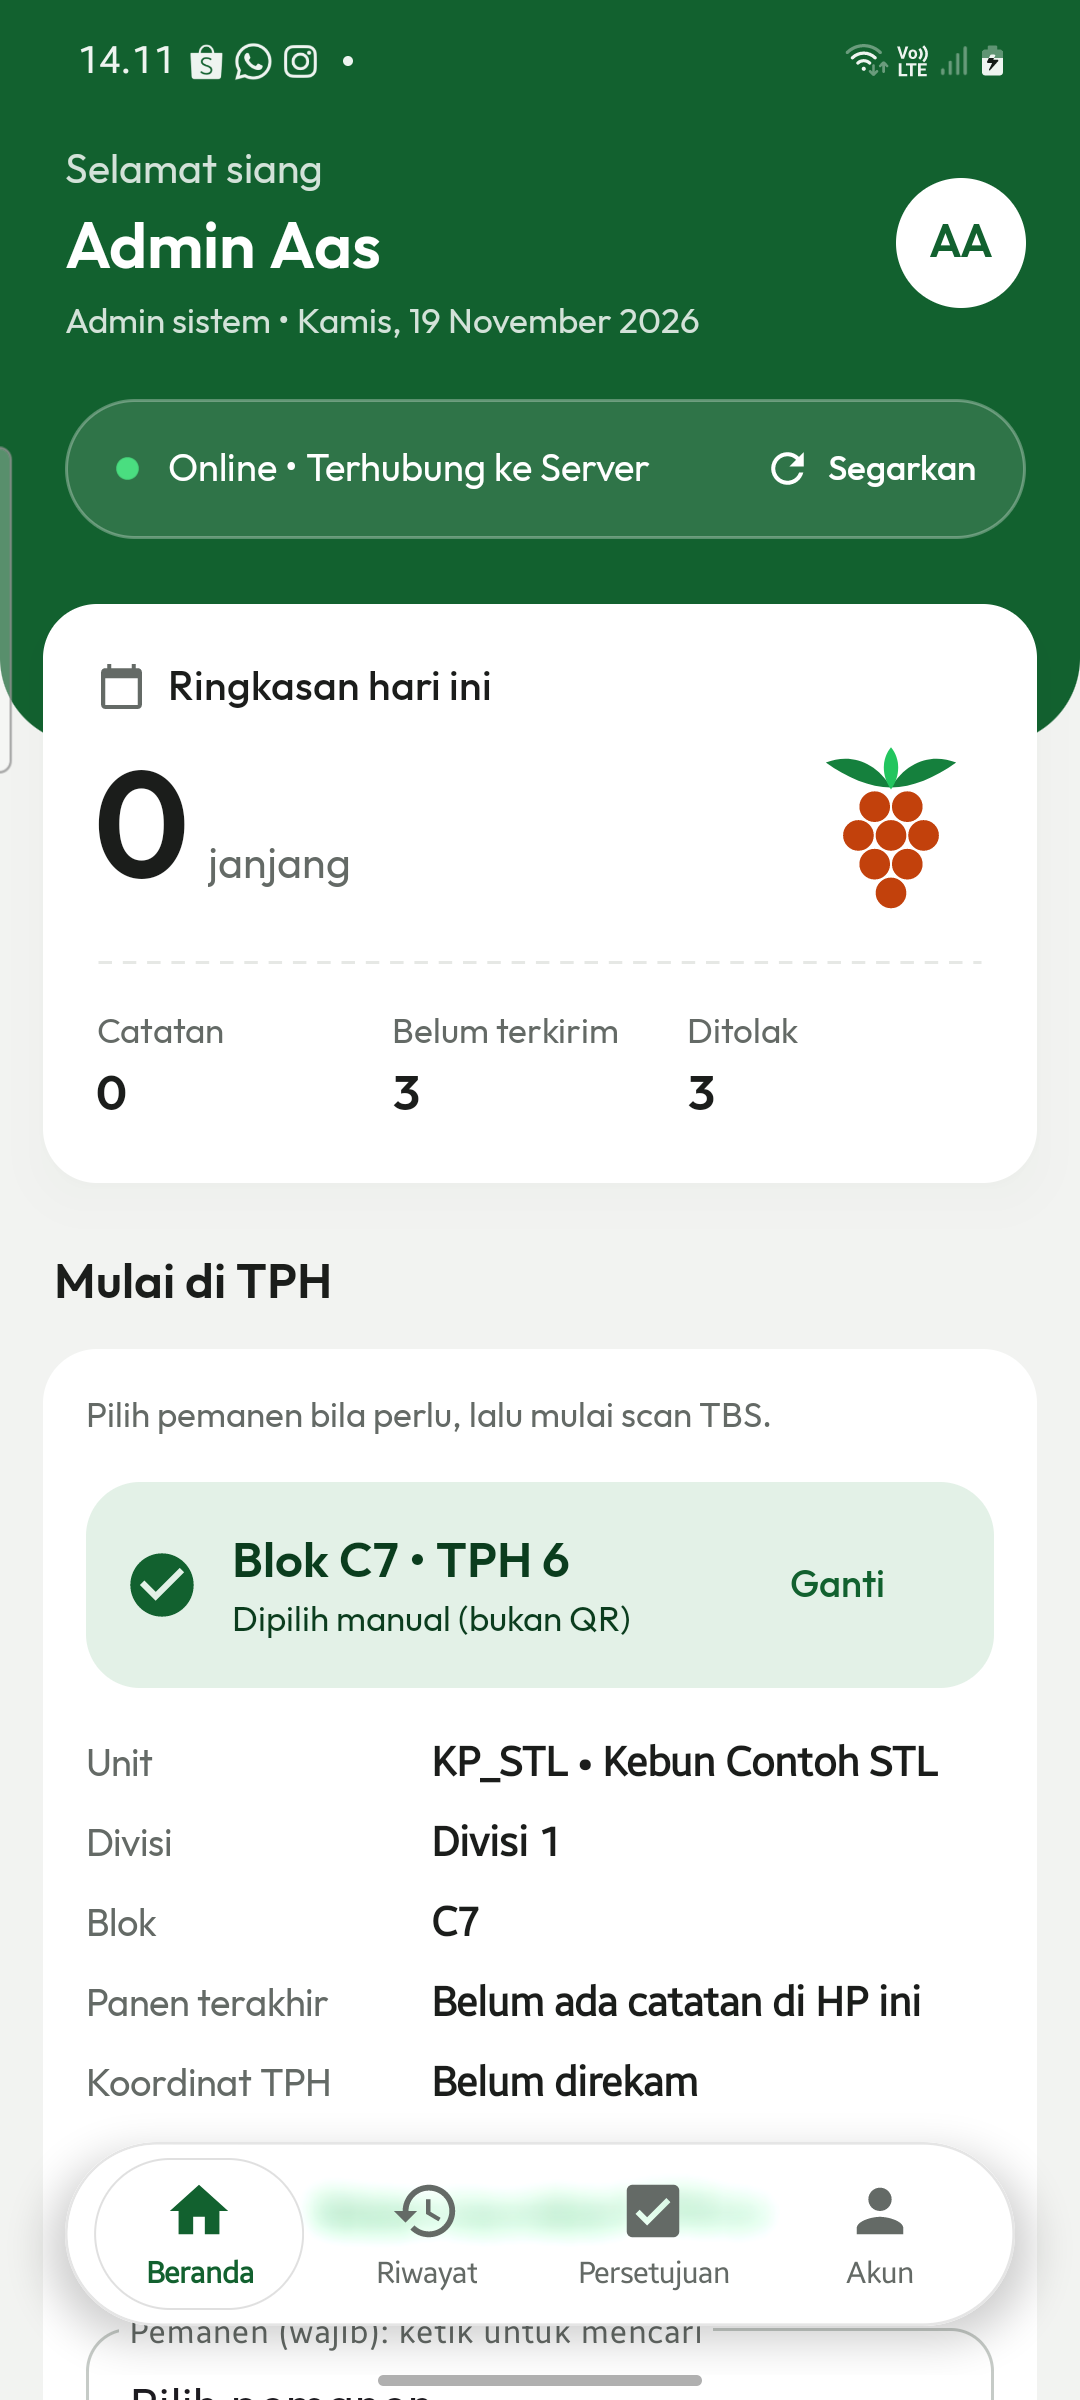 14.11
Vo))
LTE
Selamat siang
Admin Aas
AA
Admin sistem • Kamis, 19 November 2026
Online • Terhubung ke Server
Segarkan
Ringkasan hari ini
0 janjang
Catatan
Belum terkirim
Ditolak
0
3
3
Mulai di TPH
Pilih pemanen bila perlu, lalu mulai scan TBS.
Blok C7 • TPH 6
Dipilih manual (bukan QR)
Ganti
Unit
KP_STL • Kebun Contoh STL
Divisi
Divisi 1
Blok
C7
Panen terakhir
Belum ada catatan di HP ini
Koordinat TPH
Belum direkam
Beranda
Riwayat
Persetujuan
Akun
Pemanen (wajib): ketik untuk mencari
Pilih pemanen